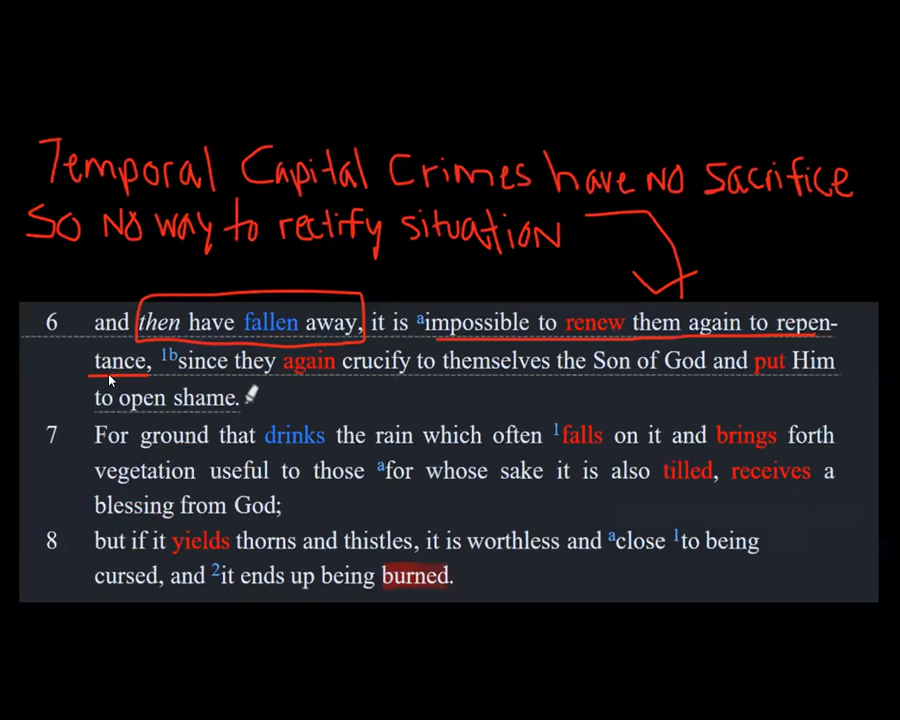 Temporal Capital Crimes have no sacrifice
So No way to rectify situation
6 and then have fallen away, it is aimpossible to renew them again to repen-
tance, 1bsince they again crucify to themselves the Son of God and put Him
to open shame.
7 For ground that drinks the rain which often 1falls on it and brings forth
vegetation useful to those afor whose sake it is also tilled, receives a
blessing from God;
8 but if it yields thorns and thistles, it is worthless and aclose 1to being
cursed, and 2it ends up being burned.